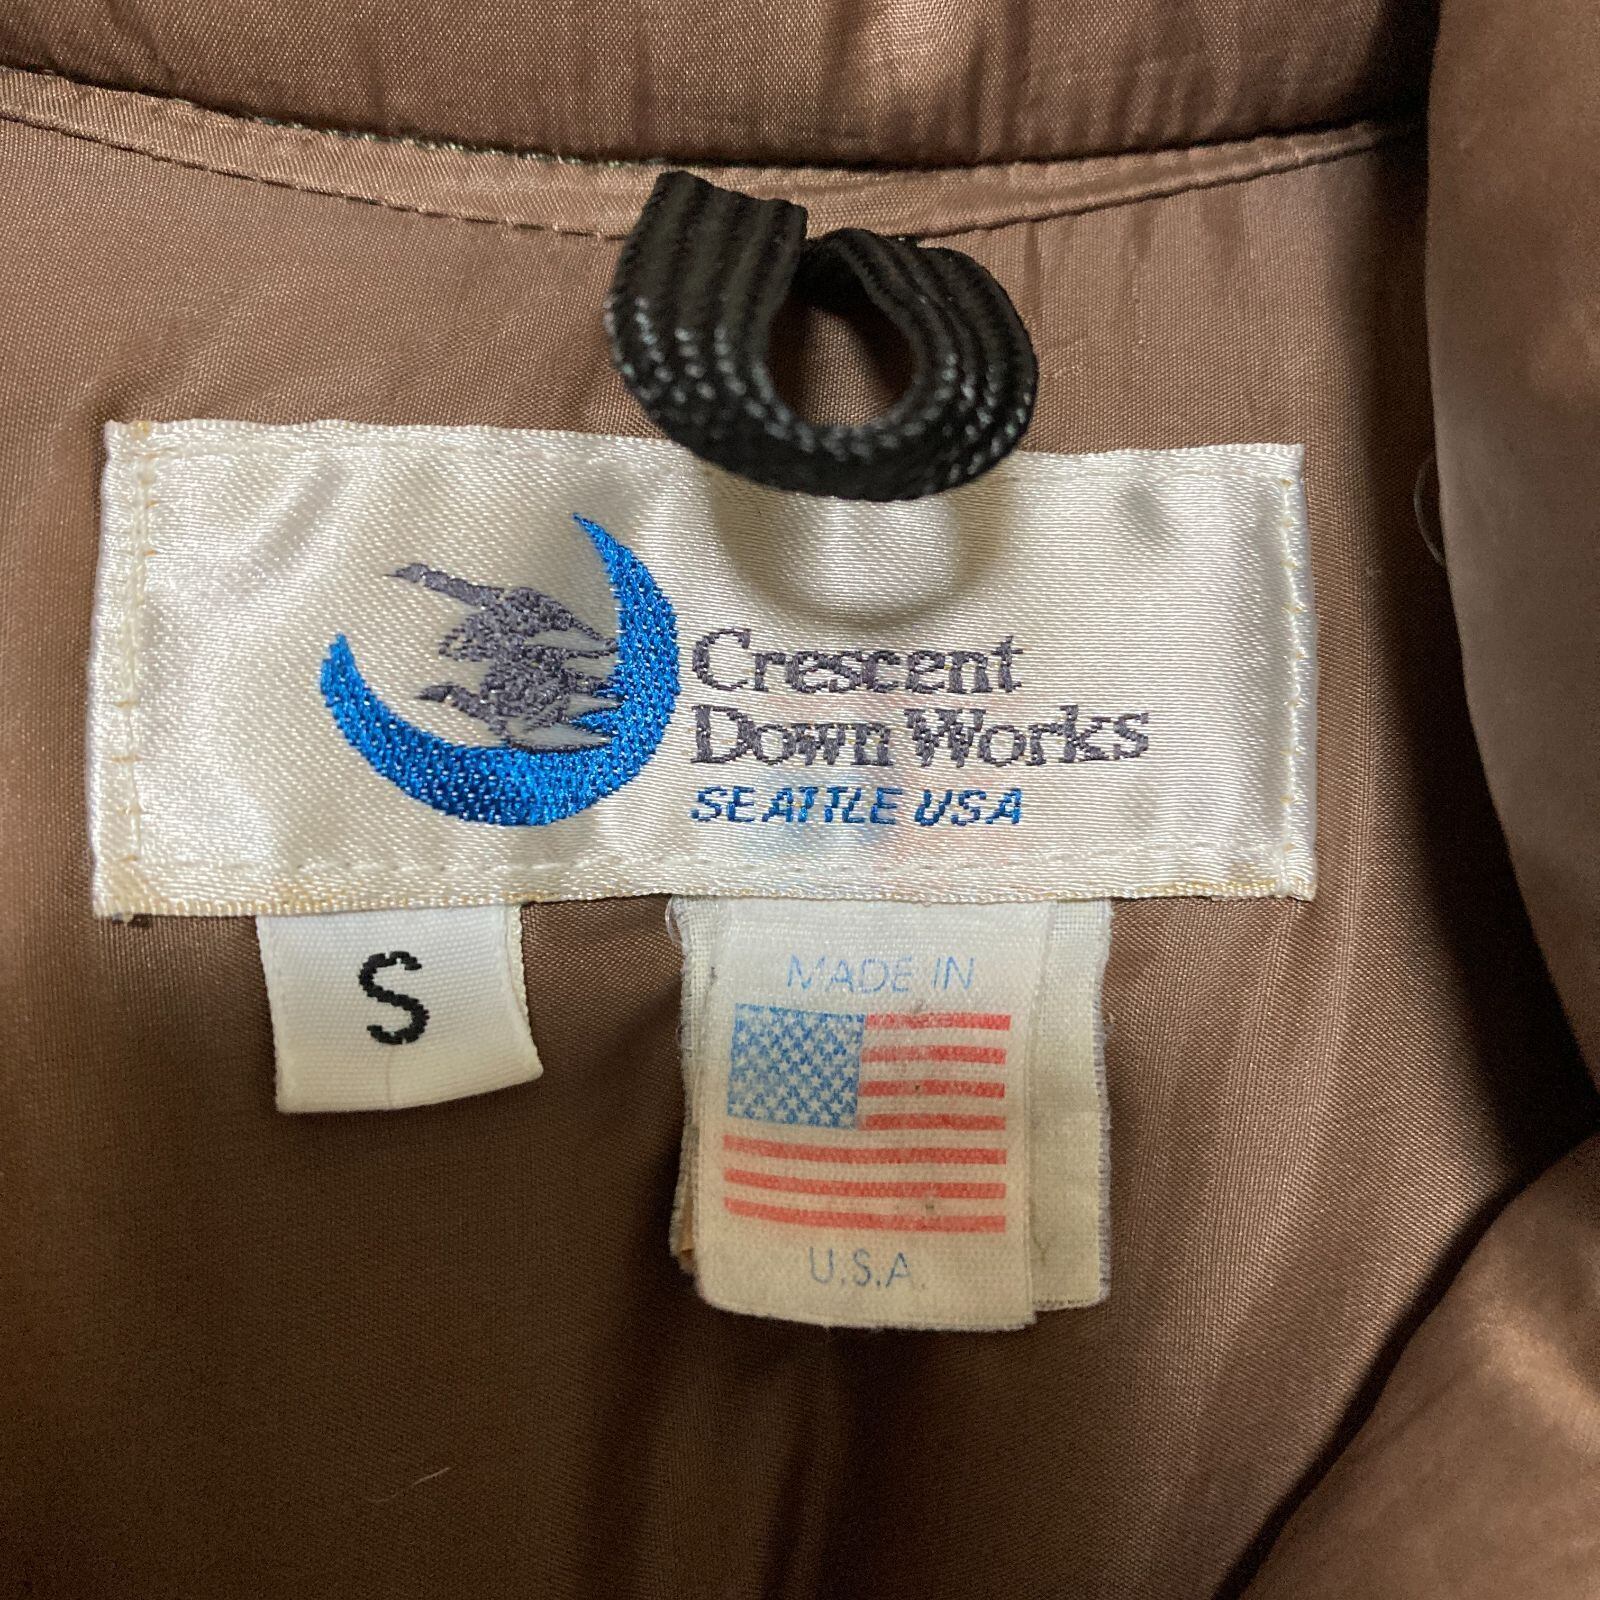 Crescent
Down Works
SEATTLE USA
S
MADE IN
U.S.A.